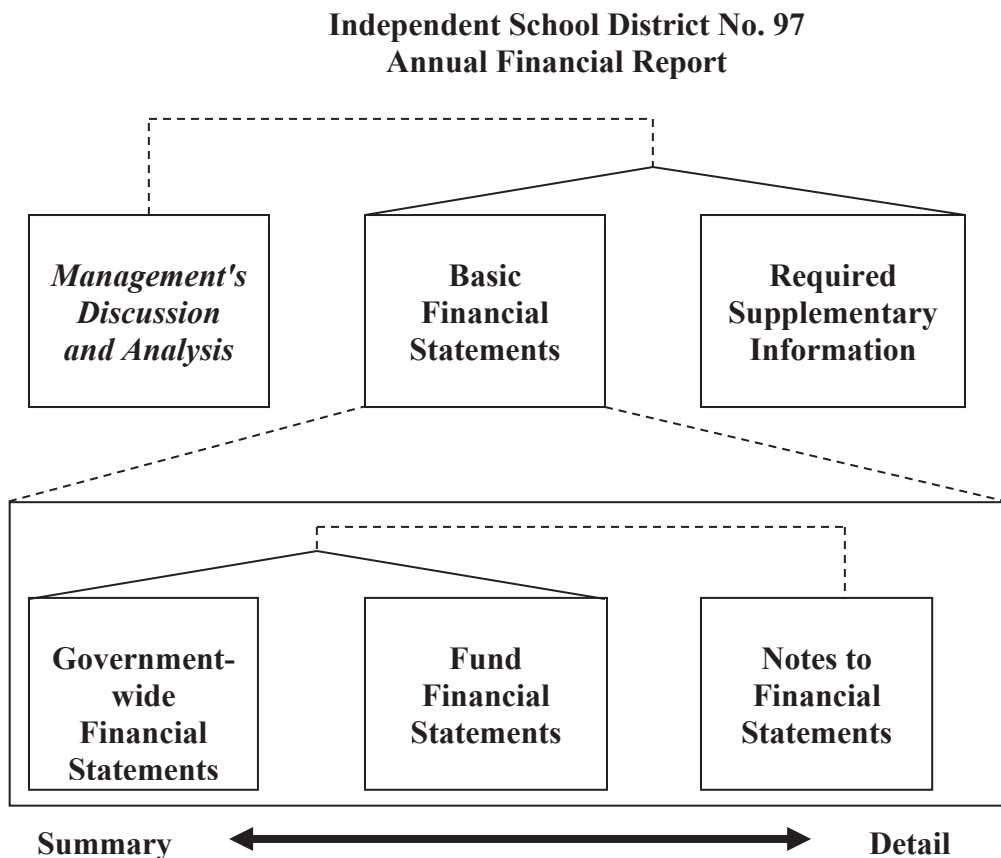 Independent School District No. 97
Annual Financial Report
Management's
Discussion
and Analysis
Basic
Financial
Statements
Required
Supplementary
Information
Government-
wide
Financial
Statements
Fund
Financial
Statements
Notes to
Financial
Statements
Summary
Detail